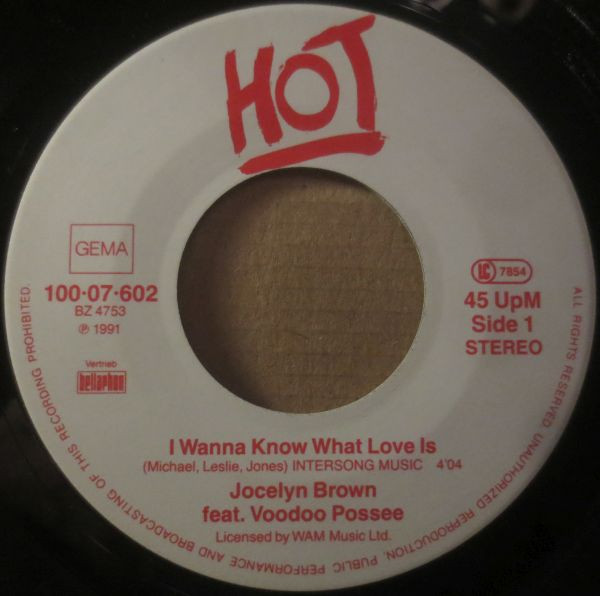 HOT
GEMA
100·07·602
BZ 4753
℗ 1991
Vertrieb
bellaphon
LC 7854
45 UpM
Side 1
STEREO
I Wanna Know What Love Is
(Michael, Leslie, Jones) INTERSONG MUSIC 4'04
Jocelyn Brown
feat. Voodoo Possee
Licensed by WAM Music Ltd.
ALL RIGHTS RESERVED. UNAUTHORIZED REPRODUCTION, PUBLIC PERFORMANCE AND BROADCASTING OF THIS RECORDING PROHIBITED.